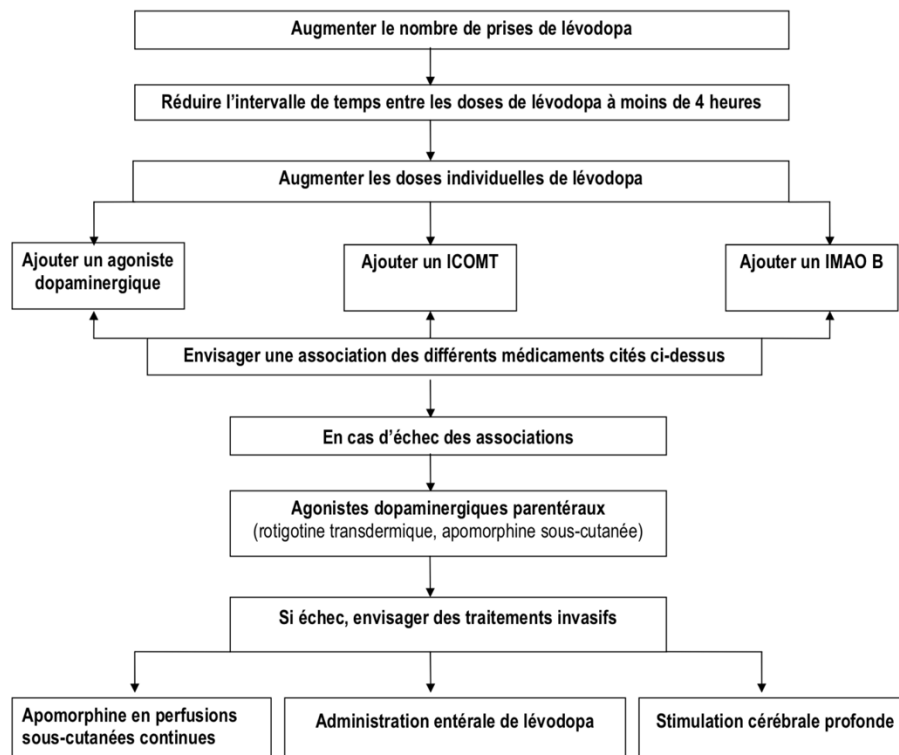 Augmenter le nombre de prises de lévodopa
Réduire l’intervalle de temps entre les doses de lévodopa à moins de 4 heures
Augmenter les doses individuelles de lévodopa
Ajouter un agoniste
dopaminergique
Ajouter un ICOMT
Ajouter un IMAO B
Envisager une association des différents médicaments cités ci-dessus
En cas d’échec des associations
Agonistes dopaminergiques parentéraux
(rotigotine transdermique, apomorphine sous-cutanée)
Si échec, envisager des traitements invasifs
Apomorphine en perfusions
sous-cutanées continues
Administration entérale de lévodopa
Stimulation cérébrale profonde